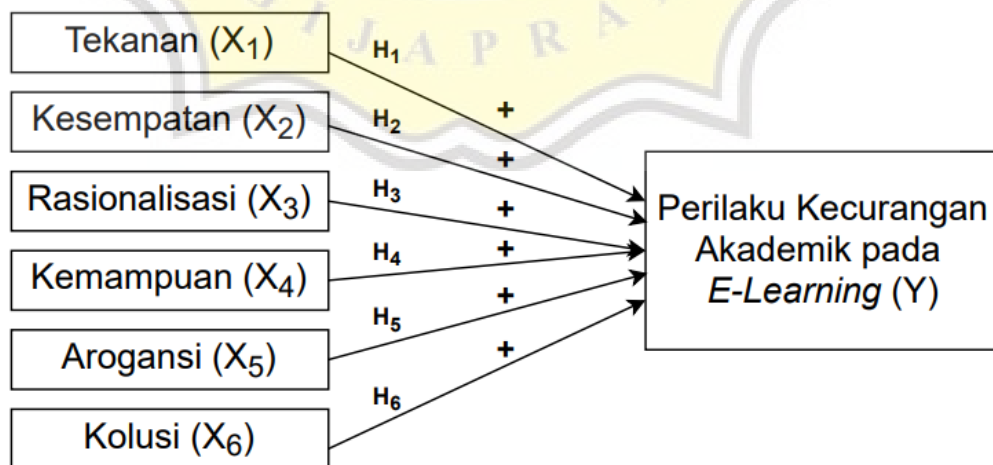 IJAPRA
Tekanan (X1)
Kesempatan (X2)
Rasionalisasi (X3)
Kemampuan (X4)
Arogansi (X5)
Kolusi (X6)
H1
H2
H3
H4
H5
H6
+
+
+
+
+
+
Perilaku Kecurangan
Akademik pada
E-Learning (Y)